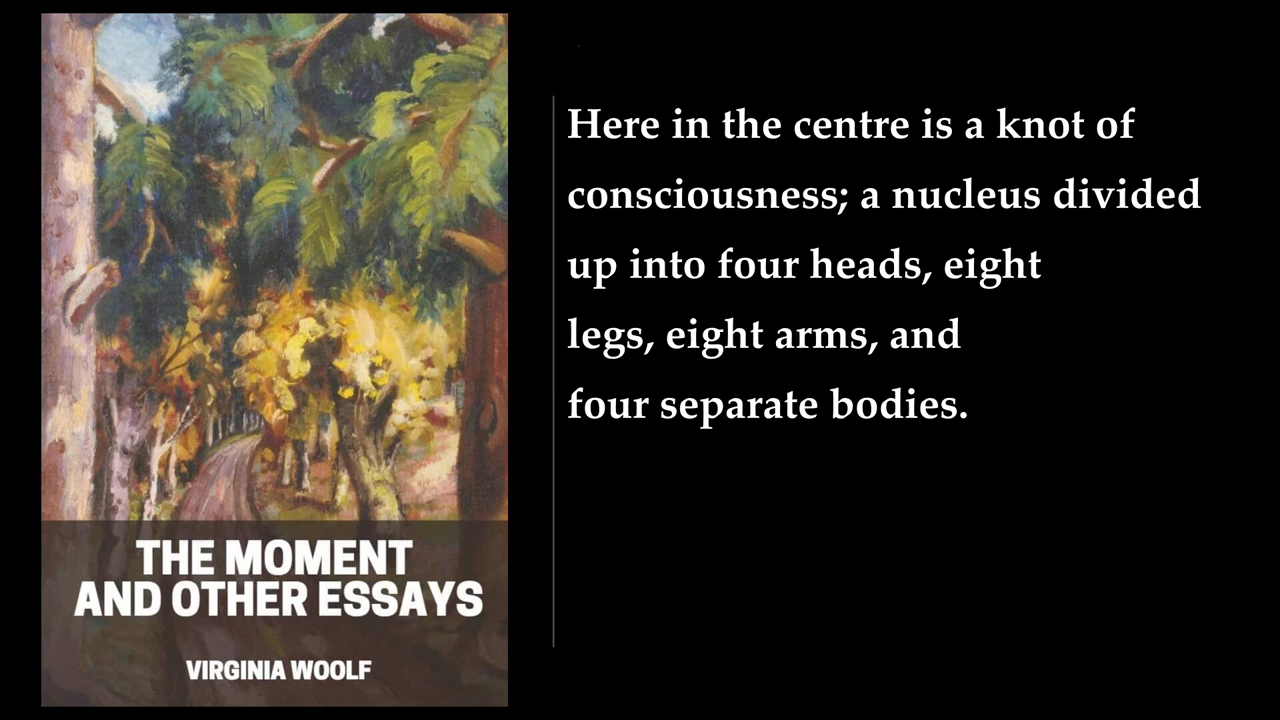 THE MOMENT
AND OTHER ESSAYS
VIRGINIA WOOLF
Here in the centre is a knot of
consciousness; a nucleus divided
up into four heads, eight
legs, eight arms, and
four separate bodies.